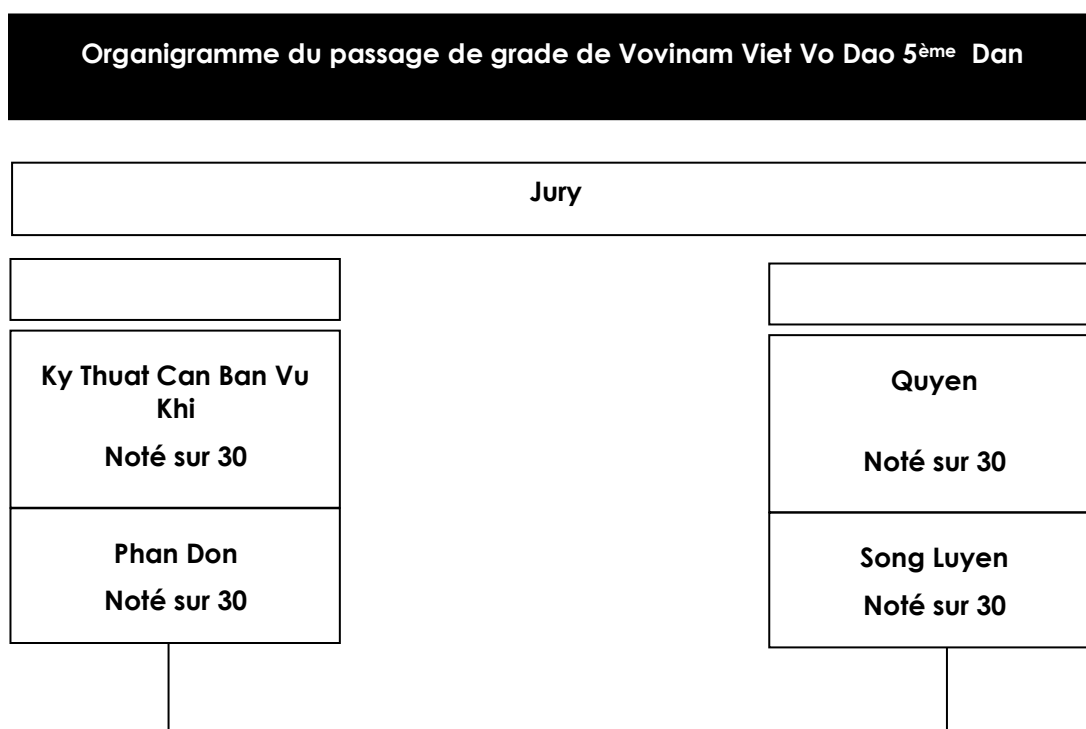 Organigramme du passage de grade de Vovinam Viet Vo Dao 5ème Dan
Jury
Ky Thuat Can Ban Vu
Khi
Noté sur 30
Phan Don
Noté sur 30
Quyen
Noté sur 30
Song Luyen
Noté sur 30